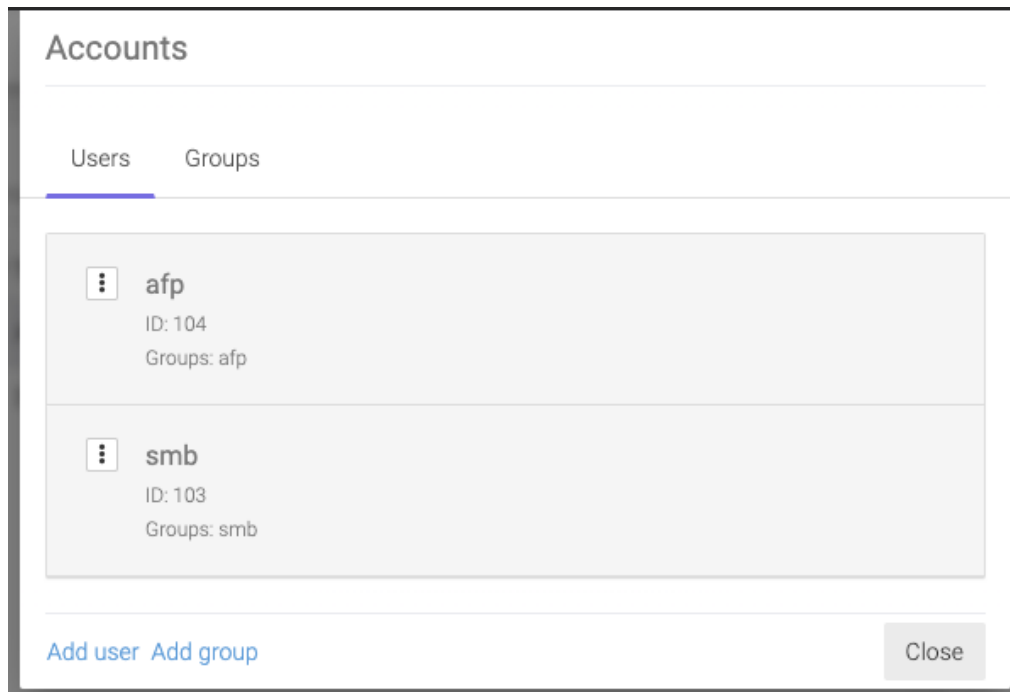 Accounts
Users Groups
afp
ID: 104
Groups: afp
smb
ID: 103
Groups: smb
Add user Add group Close